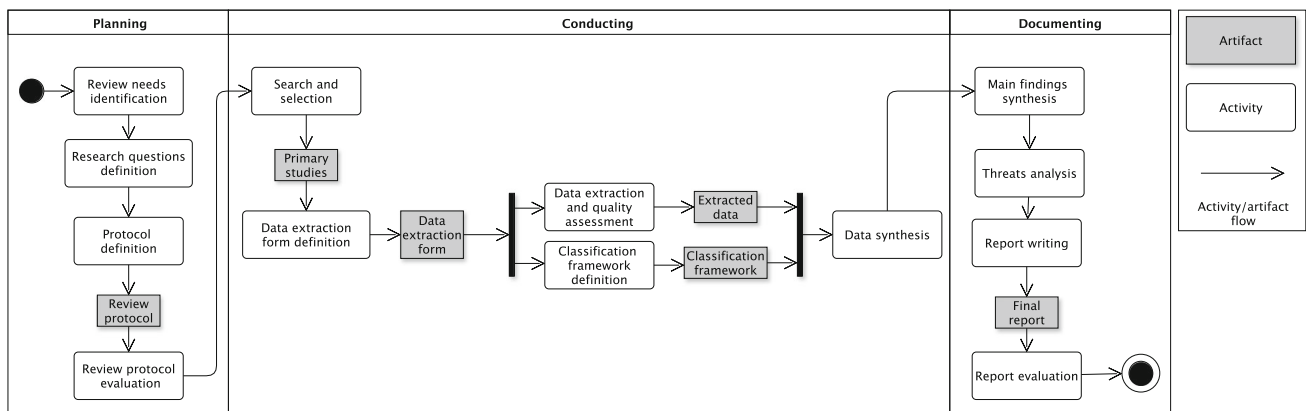 Planning
Review needs
identification
Research questions
definition
Protocol
definition
Review
protocol
Review protocol
evaluation
Conducting
Search and
selection
Primary
studies
Data extraction
form definition
Data
extraction
form
Data extraction
and quality
assessment
Extracted
data
Classification
framework
definition
Classification
framework
Data synthesis
Documenting
Main findings
synthesis
Threats analysis
Report writing
Final
report
Report evaluation
Artifact
Activity
Activity/artifact
flow